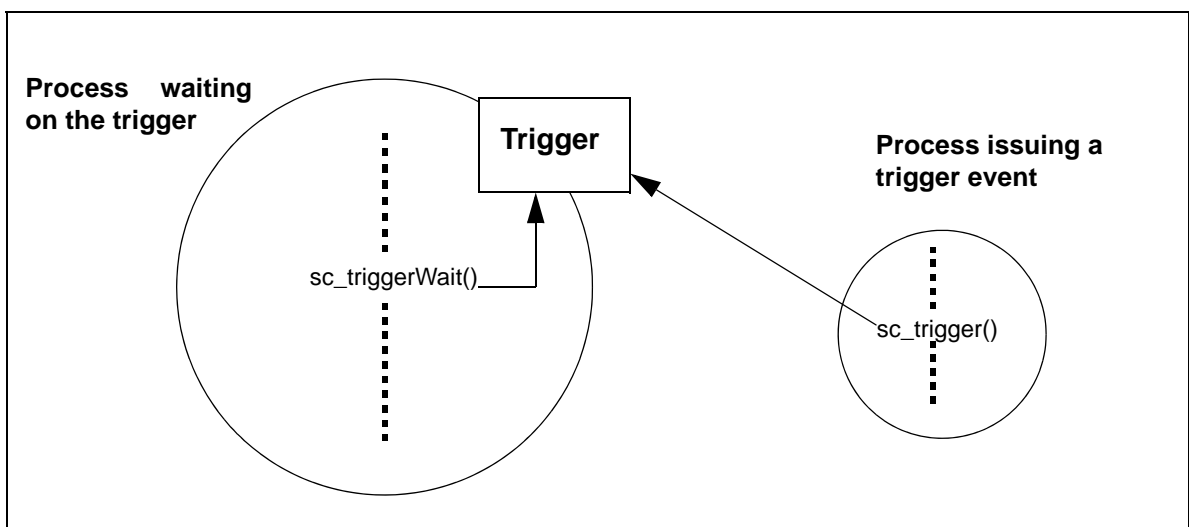 Process waiting
on the trigger
Trigger
Process issuing a
trigger event
sc_triggerWait()
sc_trigger()